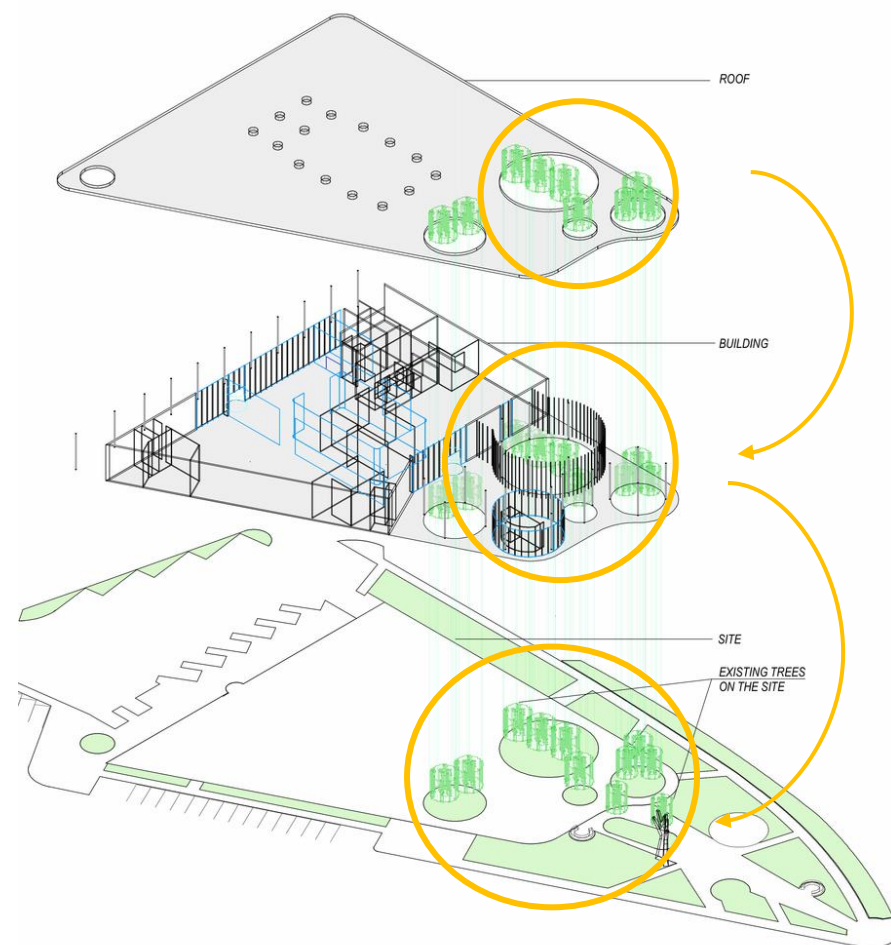 ROOF
BUILDING
SITE
EXISTING TREES
ON THE SITE